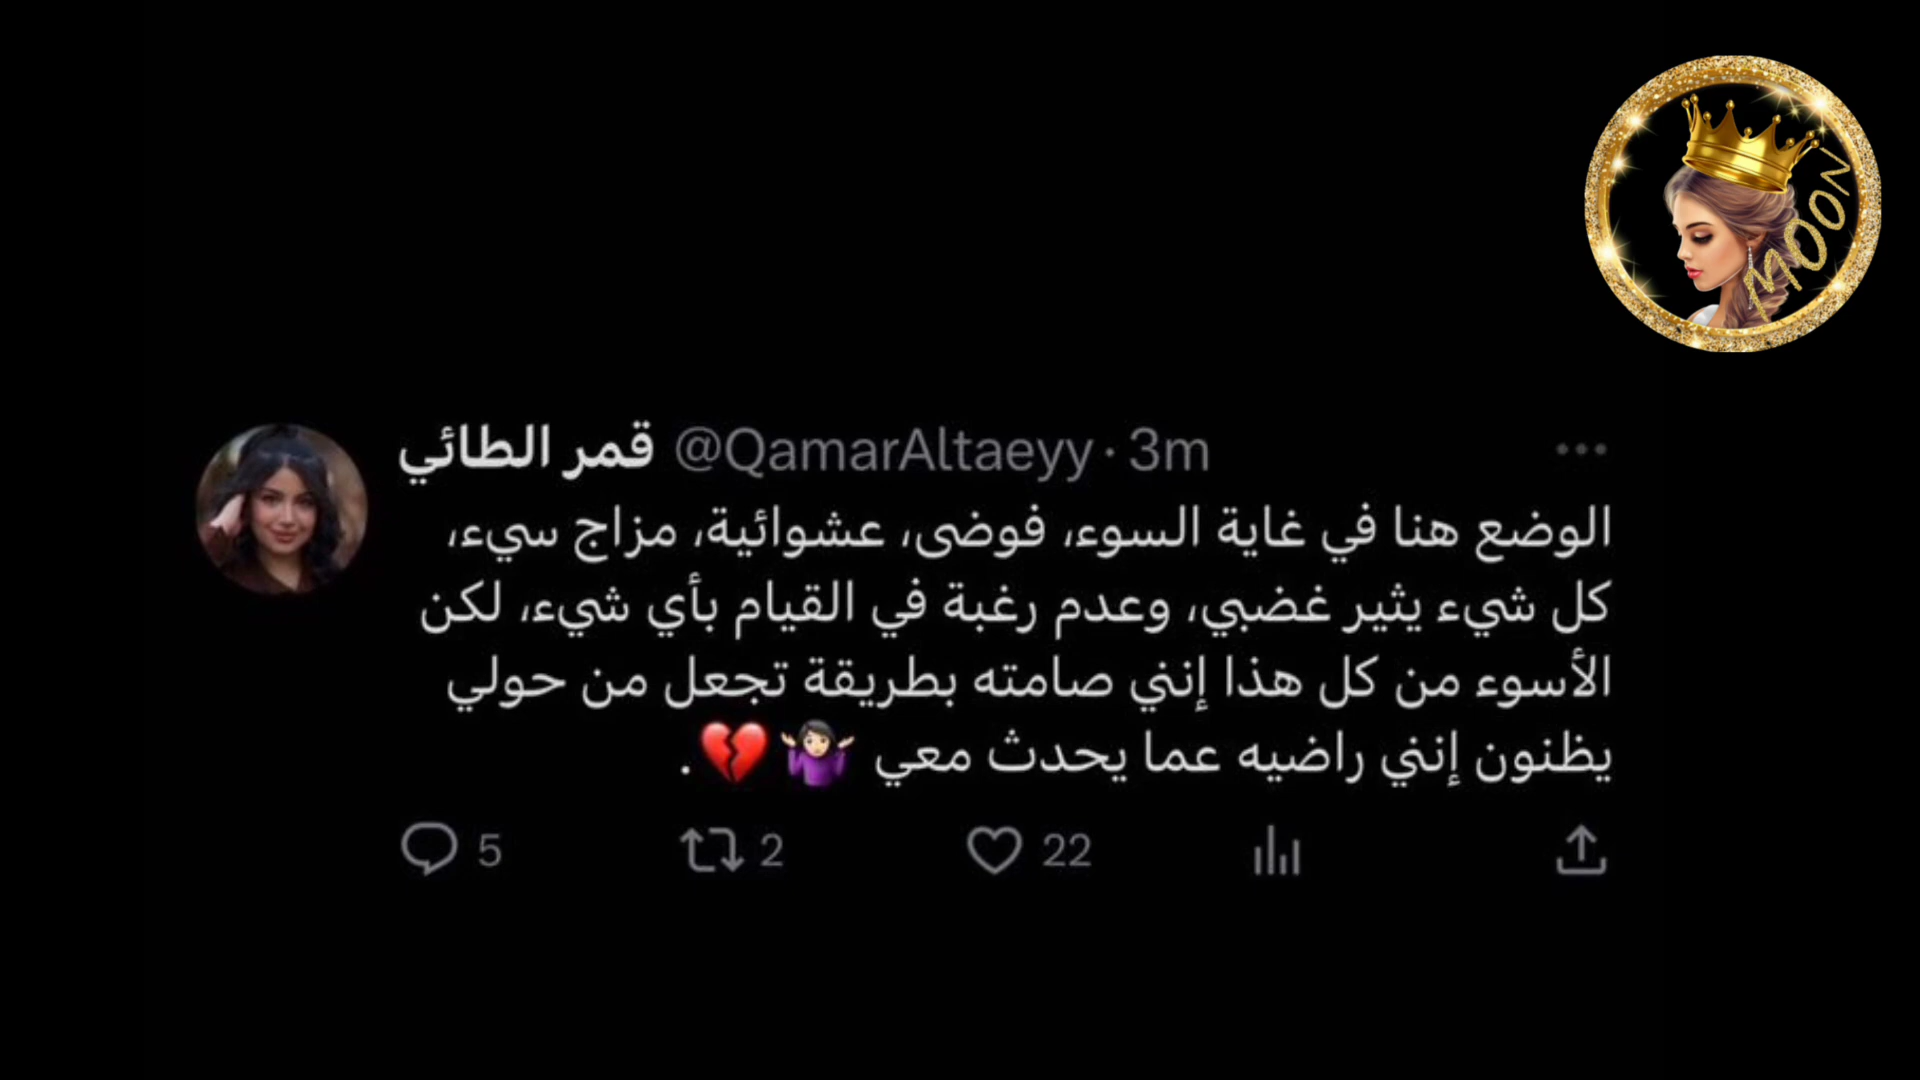 MOON
قمر الطائي @QamarAltaeyy · 3m
الوضع هنا في غاية السوء، فوضى، عشوائية، مزاج سيء،
كل شيء يثير غضبي، وعدم رغبة في القيام بأي شيء، لكن
الأسوء من كل هذا إنني صامته بطريقة تجعل من حولي
يظنون إنني راضيه عما يحدث معي 🤷🏻‍♀️💔.
5 2 22